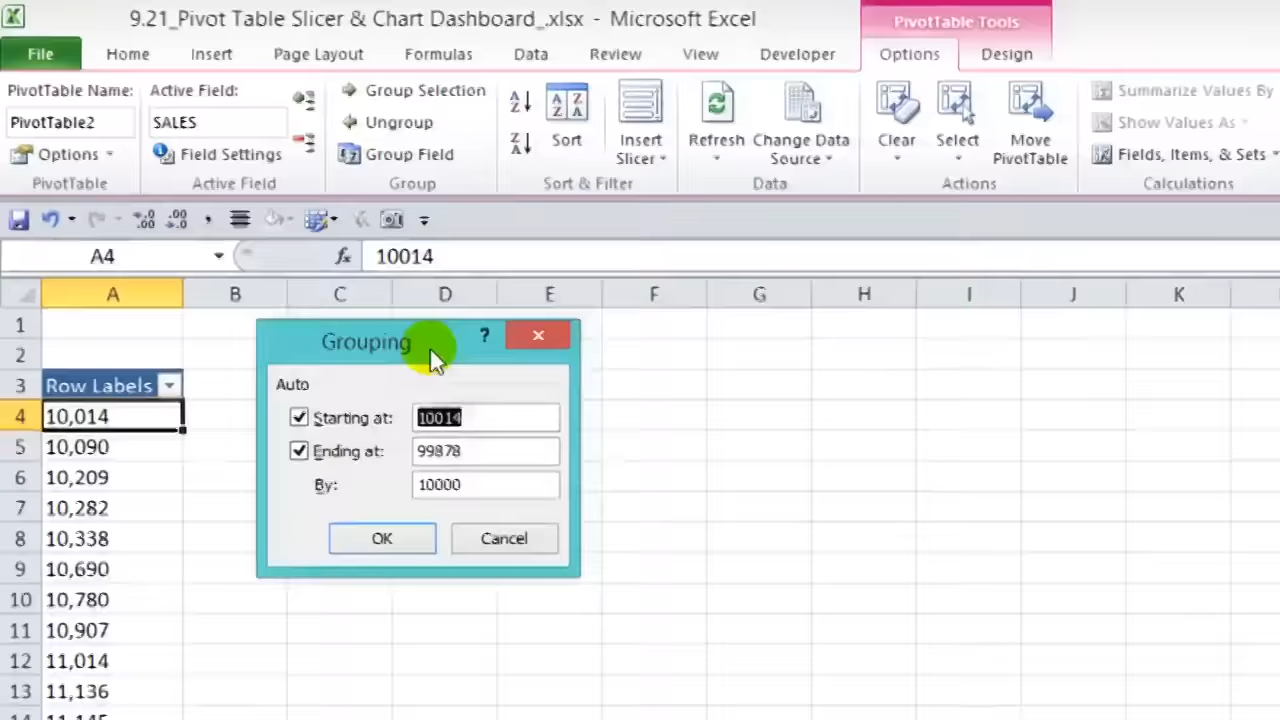 9.21_Pivot Table Slicer & Chart Dashboard_.xlsx - Microsoft Excel
PivotTable Tools
File Home Insert Page Layout Formulas Data Review View Developer Options Design
PivotTable Name:
PivotTable2
Options
PivotTable
Active Field:
SALES
Field Settings
Active Field
Group Selection
Ungroup
Group Field
Group
Sort
Insert
Slicer
Sort & Filter
Refresh
Change Data
Source
Data
Clear
Select
Move
PivotTable
Actions
Summarize Values By
Show Values As
Fields, Items, & Sets
Calculations
A4
fx 10014
A B C D E F G H I J K
1
2
3 Row Labels
4 10,014
5 10,090
6 10,209
7 10,282
8 10,338
9 10,690
10 10,780
11 10,907
12 11,014
13 11,136
14 11,145
Grouping ?
Auto
Starting at: 10014
Ending at: 99878
By: 10000
OK Cancel